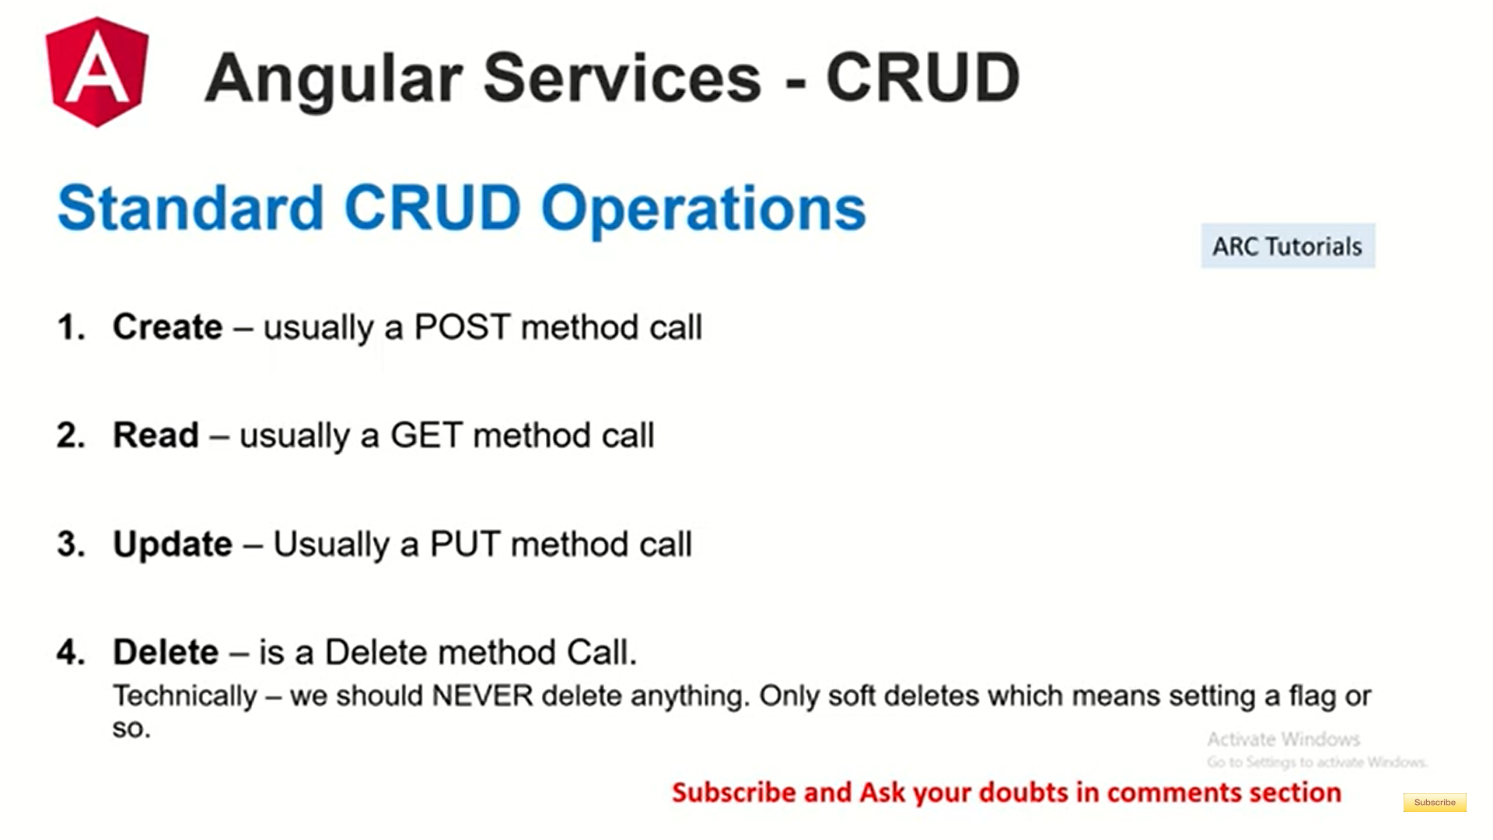 Angular Services - CRUD
Standard CRUD Operations
ARC Tutorials
1. Create – usually a POST method call
2. Read – usually a GET method call
3. Update – Usually a PUT method call
4. Delete – is a Delete method Call.
Technically – we should NEVER delete anything. Only soft deletes which means setting a flag or
so.
Activate Windows
Go to Settings to activate Windows.
Subscribe and Ask your doubts in comments section
Subscribe